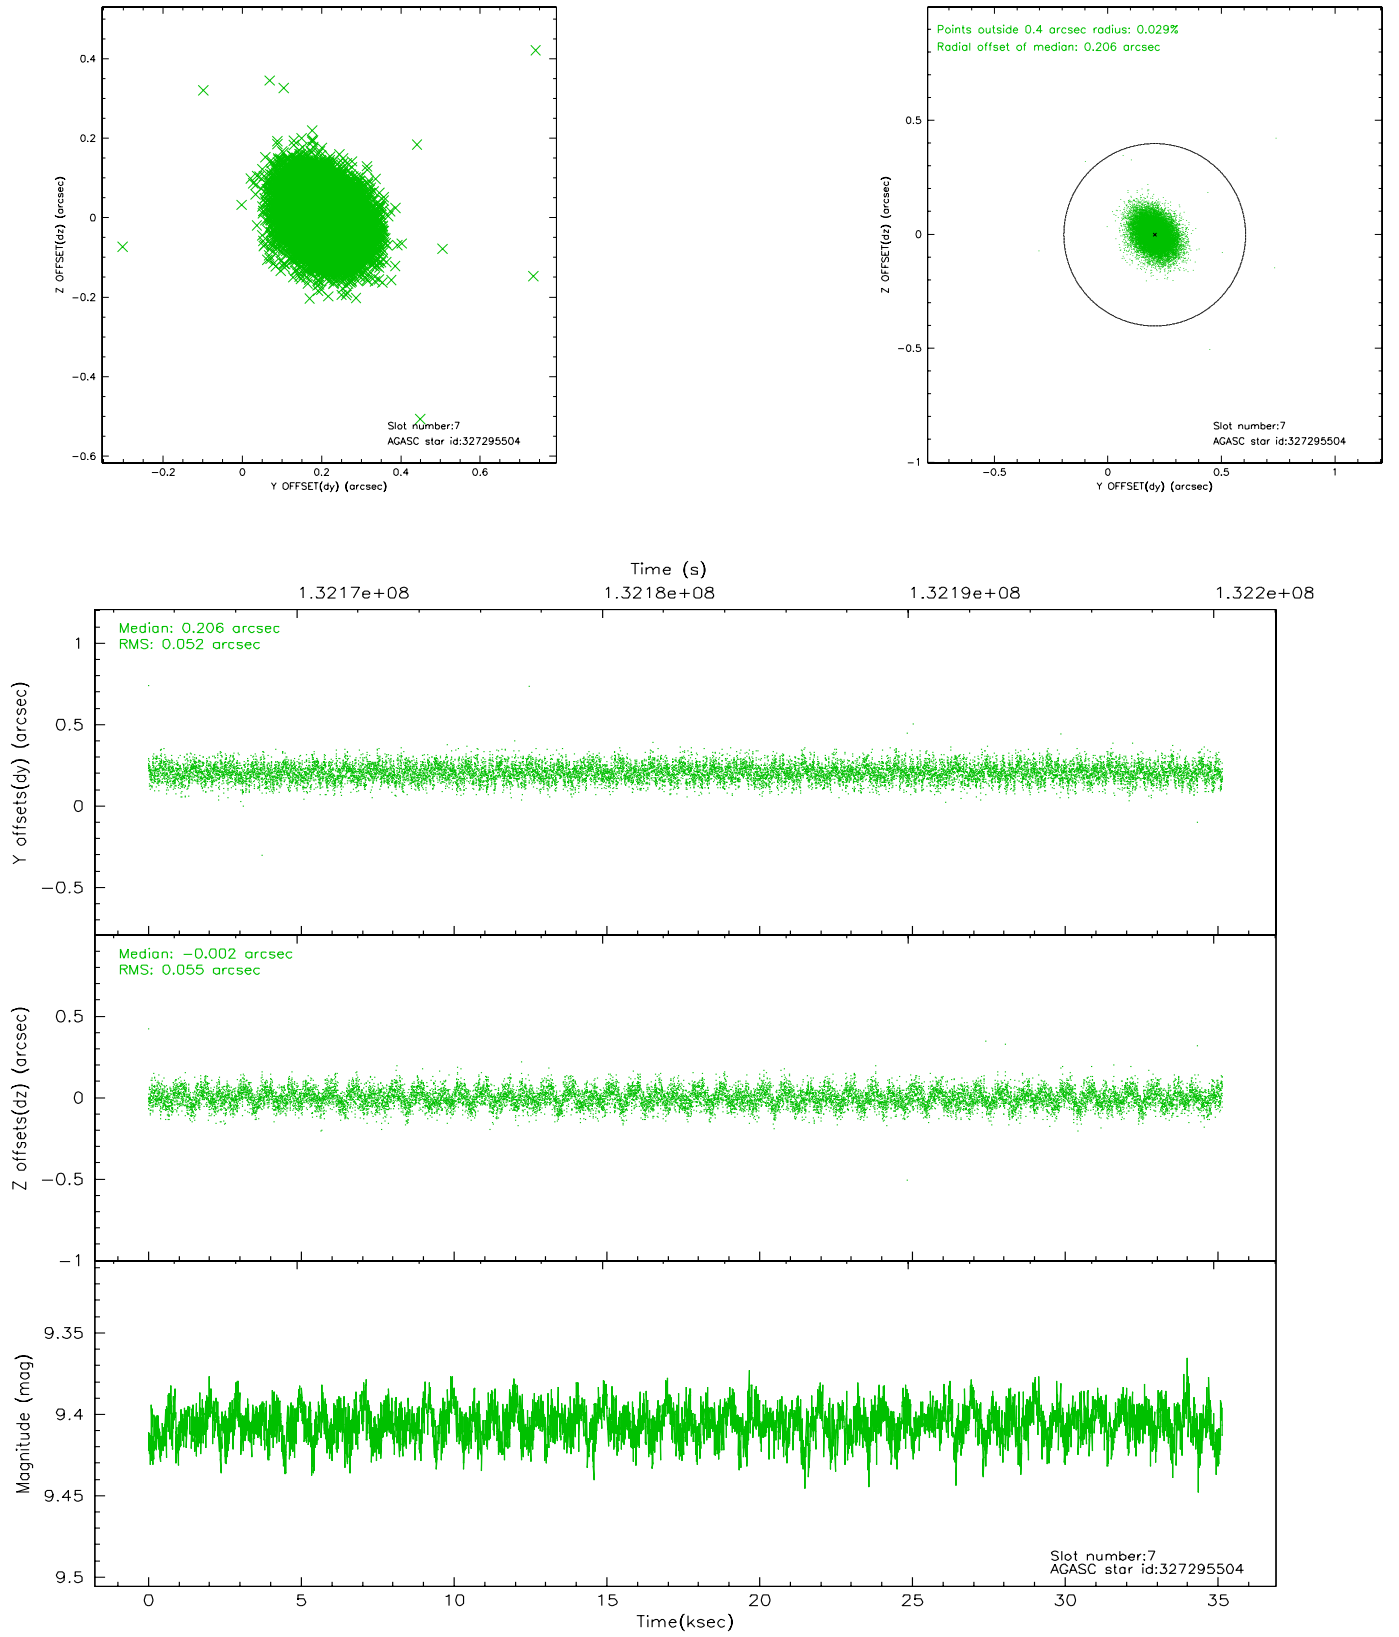 0.4
0.2
0
−0.2
−0.4
−0.6
Z OFFSET(dz) (arcsec)
Slot number:7
AGASC star id:327295504
−0.2
0
0.2
0.4
0.6
Y OFFSET(dy) (arcsec)
Points outside 0.4 arcsec radius: 0.029%
Radial offset of median: 0.206 arcsec
0.5
0
−0.5
−1
Z OFFSET(dz) (arcsec)
Slot number:7
AGASC star id:327295504
−0.5
0
0.5
1
Y OFFSET(dy) (arcsec)
Time (s)
1.3217e+08
1.3218e+08
1.3219e+08
1.322e+08
Median: 0.206 arcsec
RMS: 0.052 arcsec
1
0.5
0
−0.5
Y offsets(dy) (arcsec)
Median: −0.002 arcsec
RMS: 0.055 arcsec
0.5
0
−0.5
−1
Z offsets(dz) (arcsec)
9.35
9.4
9.45
9.5
Magnitude (mag)
Slot number:7
AGASC star id:327295504
0
5
10
15
20
25
30
35
Time(ksec)